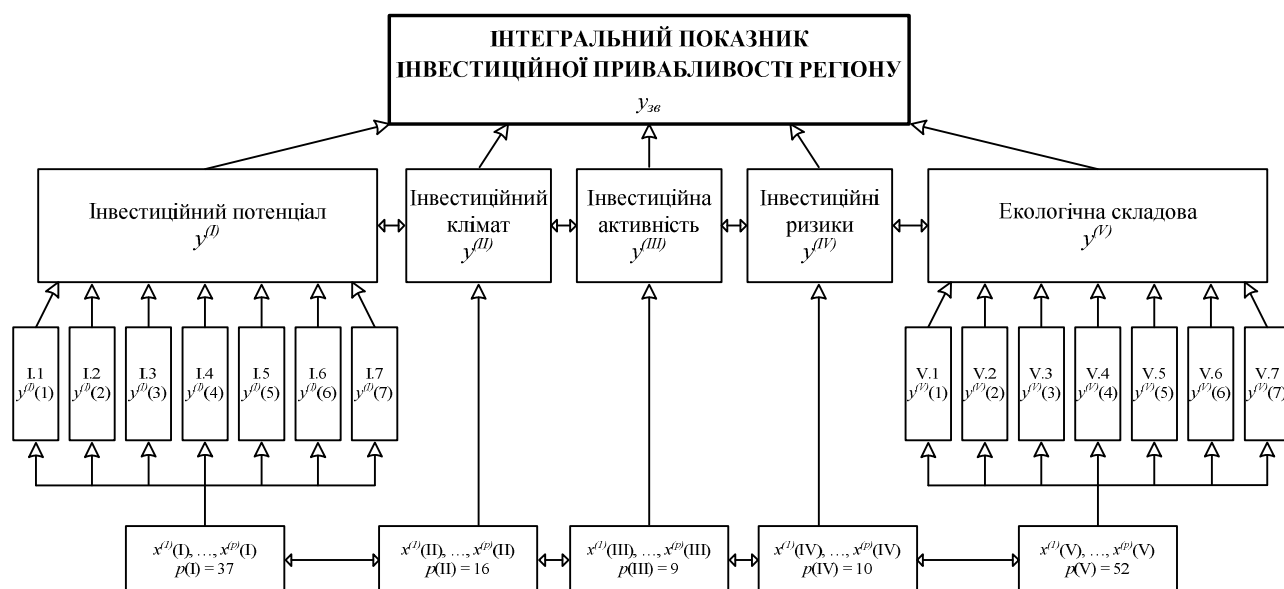 ІНТЕГРАЛЬНИЙ ПОКАЗНИК
ІНВЕСТИЦІЙНОЇ ПРИВАБЛИВОСТІ РЕГІОНУ
y_зв
Інвестиційний потенціал
y^(I)
Інвестиційний
клімат
y^(II)
Інвестиційна
активність
y^(III)
Інвестиційні
ризики
y^(IV)
Екологічна складова
y^(V)
I.1
y^(I)(1)
I.2
y^(I)(2)
I.3
y^(I)(3)
I.4
y^(I)(4)
I.5
y^(I)(5)
I.6
y^(I)(6)
I.7
y^(I)(7)
V.1
y^(V)(1)
V.2
y^(V)(2)
V.3
y^(V)(3)
V.4
y^(V)(4)
V.5
y^(V)(5)
V.6
y^(V)(6)
V.7
y^(V)(7)
x^(1)(I), …, x^(p)(I)
p(I) = 37
x^(1)(II), …, x^(p)(II)
p(II) = 16
x^(1)(III), …, x^(p)(III)
p(III) = 9
x^(1)(IV), …, x^(p)(IV)
p(IV) = 10
x^(1)(V), …, x^(p)(V)
p(V) = 52